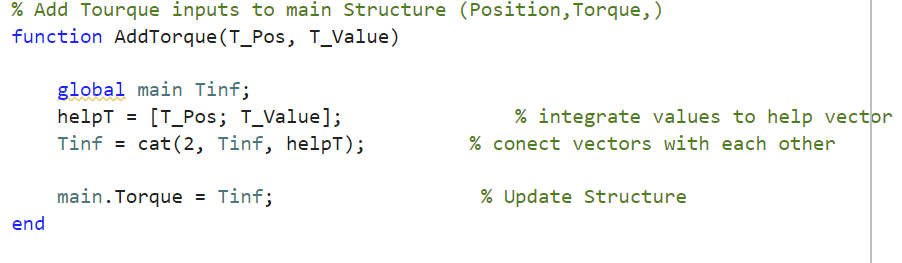 % Add Tourque inputs to main Structure (Position,Torque,)
function AddTorque(T_Pos, T_Value)
global main Tinf;
helpT = [T_Pos; T_Value]; % integrate values to help vector
Tinf = cat(2, Tinf, helpT); % conect vectors with each other
main.Torque = Tinf; % Update Structure
end